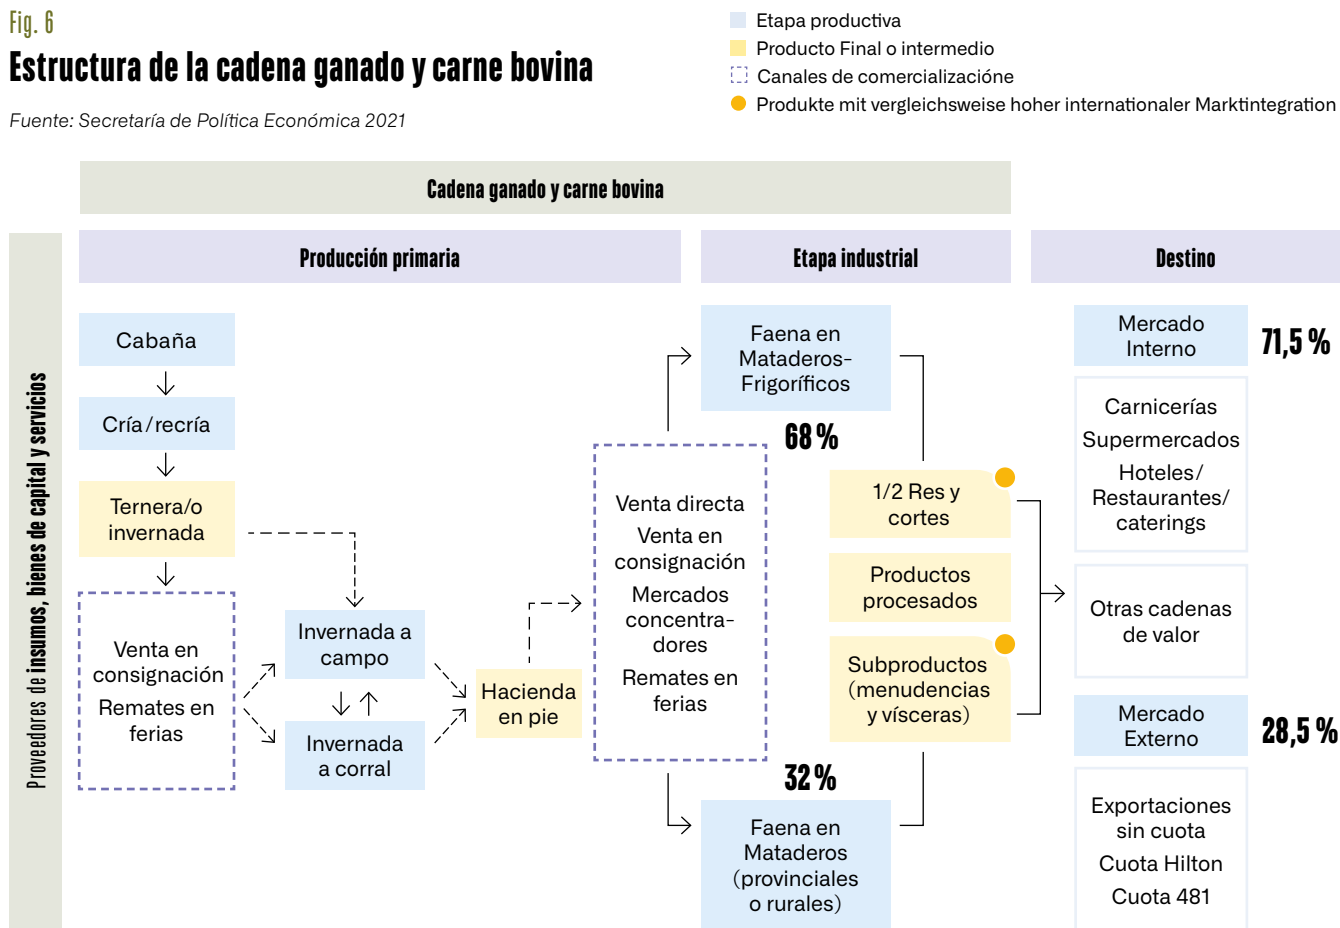 Fig. 6
Estructura de la cadena ganado y carne bovina
Fuente: Secretaría de Política Económica 2021
Etapa productiva
Producto Final o intermedio
Canales de comercializacióne
Produkte mit vergleichsweise hoher internationaler Marktintegration
Cadena ganado y carne bovina
Proveedores de insumos, bienes de capital y servicios
Producción primaria
Etapa industrial
Destino
Cabaña
Cría/recría
Ternera/o
invernada
Venta en
consignación
Remates en
ferias
Invernada a
campo
Invernada
a corral
Hacienda
en pie
Venta directa
Venta en
consignación
Mercados
concentra-
dores
Remates en
ferias
Faena en
Mataderos-
Frigoríficos
68 %
1/2 Res y
cortes
Productos
procesados
Subproductos
(menudencias
y vísceras)
32 %
Faena en
Mataderos
(provinciales
o rurales)
Mercado
Interno
71,5 %
Carnicerías
Supermercados
Hoteles/
Restaurantes/
caterings
Otras cadenas
de valor
Mercado
Externo
28,5 %
Exportaciones
sin cuota
Cuota Hilton
Cuota 481